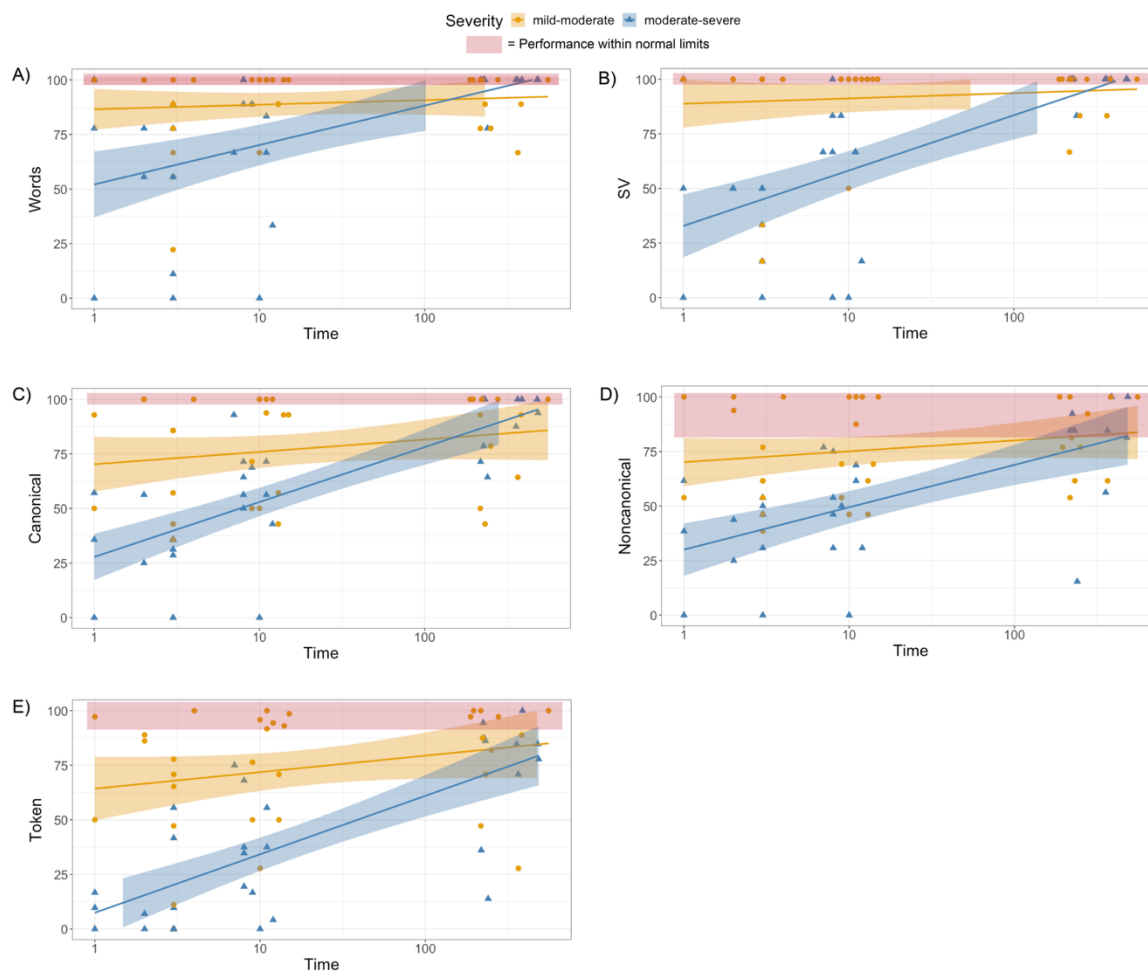 Severity mild-moderate moderate-severe
= Performance within normal limits
A)
100
75
50
25
0
Words
1 10 100
Time
B)
100
75
50
25
0
SV
1 10 100
Time
C)
100
75
50
25
0
Canonical
1 10 100
Time
D)
100
75
50
25
0
Noncanonical
1 10 100
Time
E)
100
75
50
25
0
Token
1 10 100
Time